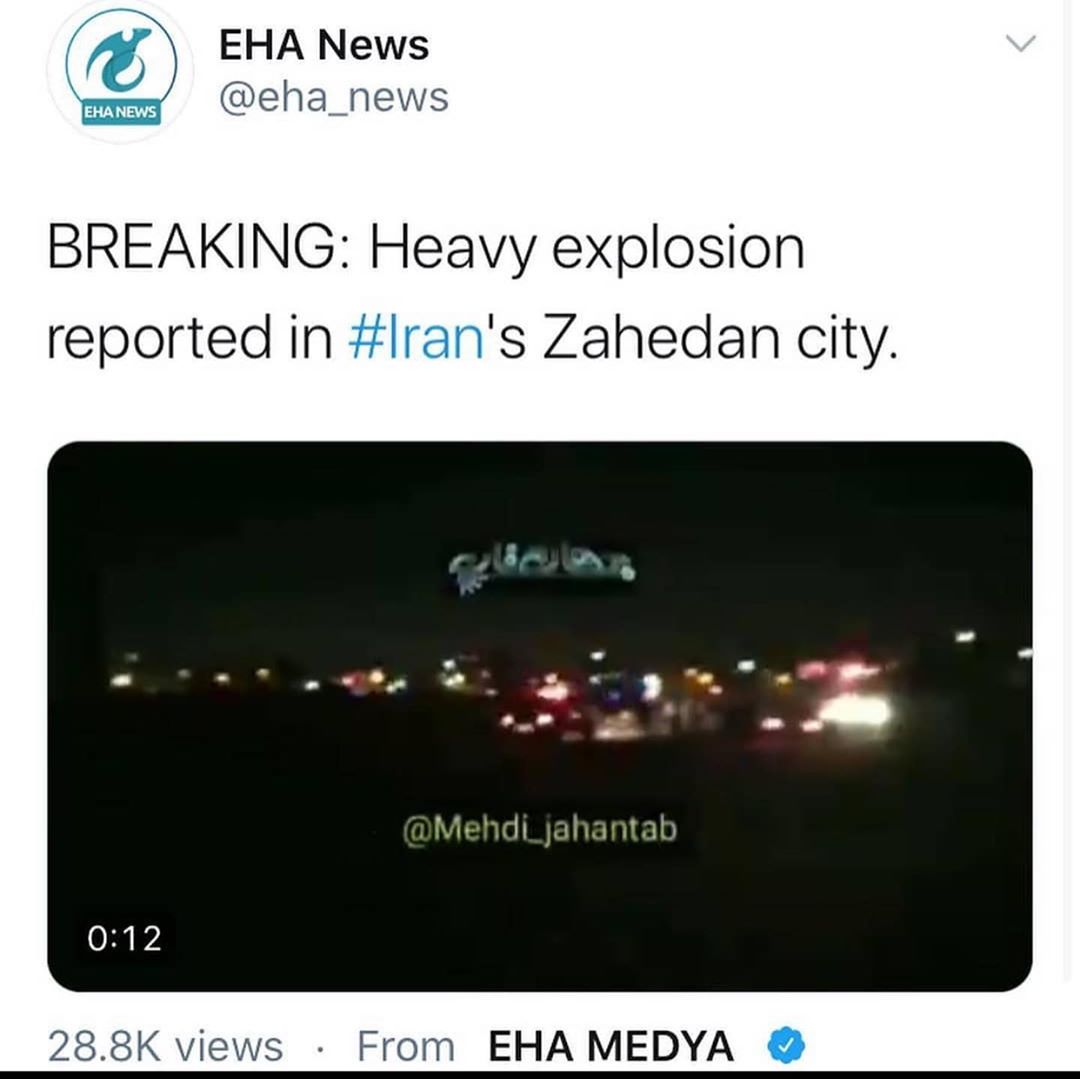 EHA NEWS
EHA News
@eha_news
BREAKING: Heavy explosion
reported in #Iran's Zahedan city.
@Mehdi_jahantab
0:12
28.8K views · From EHA MEDYA